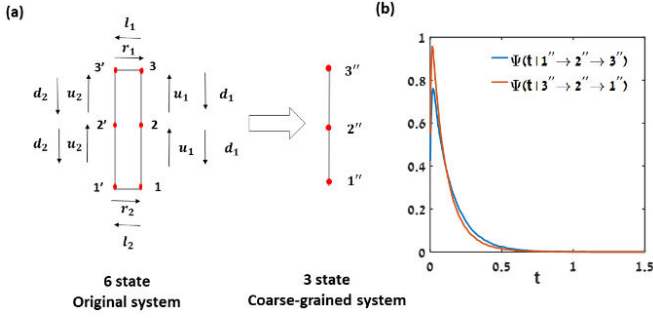 (a)
l₁
r₁
3' 3
d₂ u₂ u₁ d₁
2' 2
d₂ u₂ u₁ d₁
1' 1
r₂
l₂
6 state
Original system
3''
2''
1''
3 state
Coarse-grained system
(b)
Ψ(t | 1'' → 2'' → 3'')
Ψ(t | 3'' → 2'' → 1'')
1
0.8
0.6
0.4
0.2
0
0 0.5 1 1.5
t